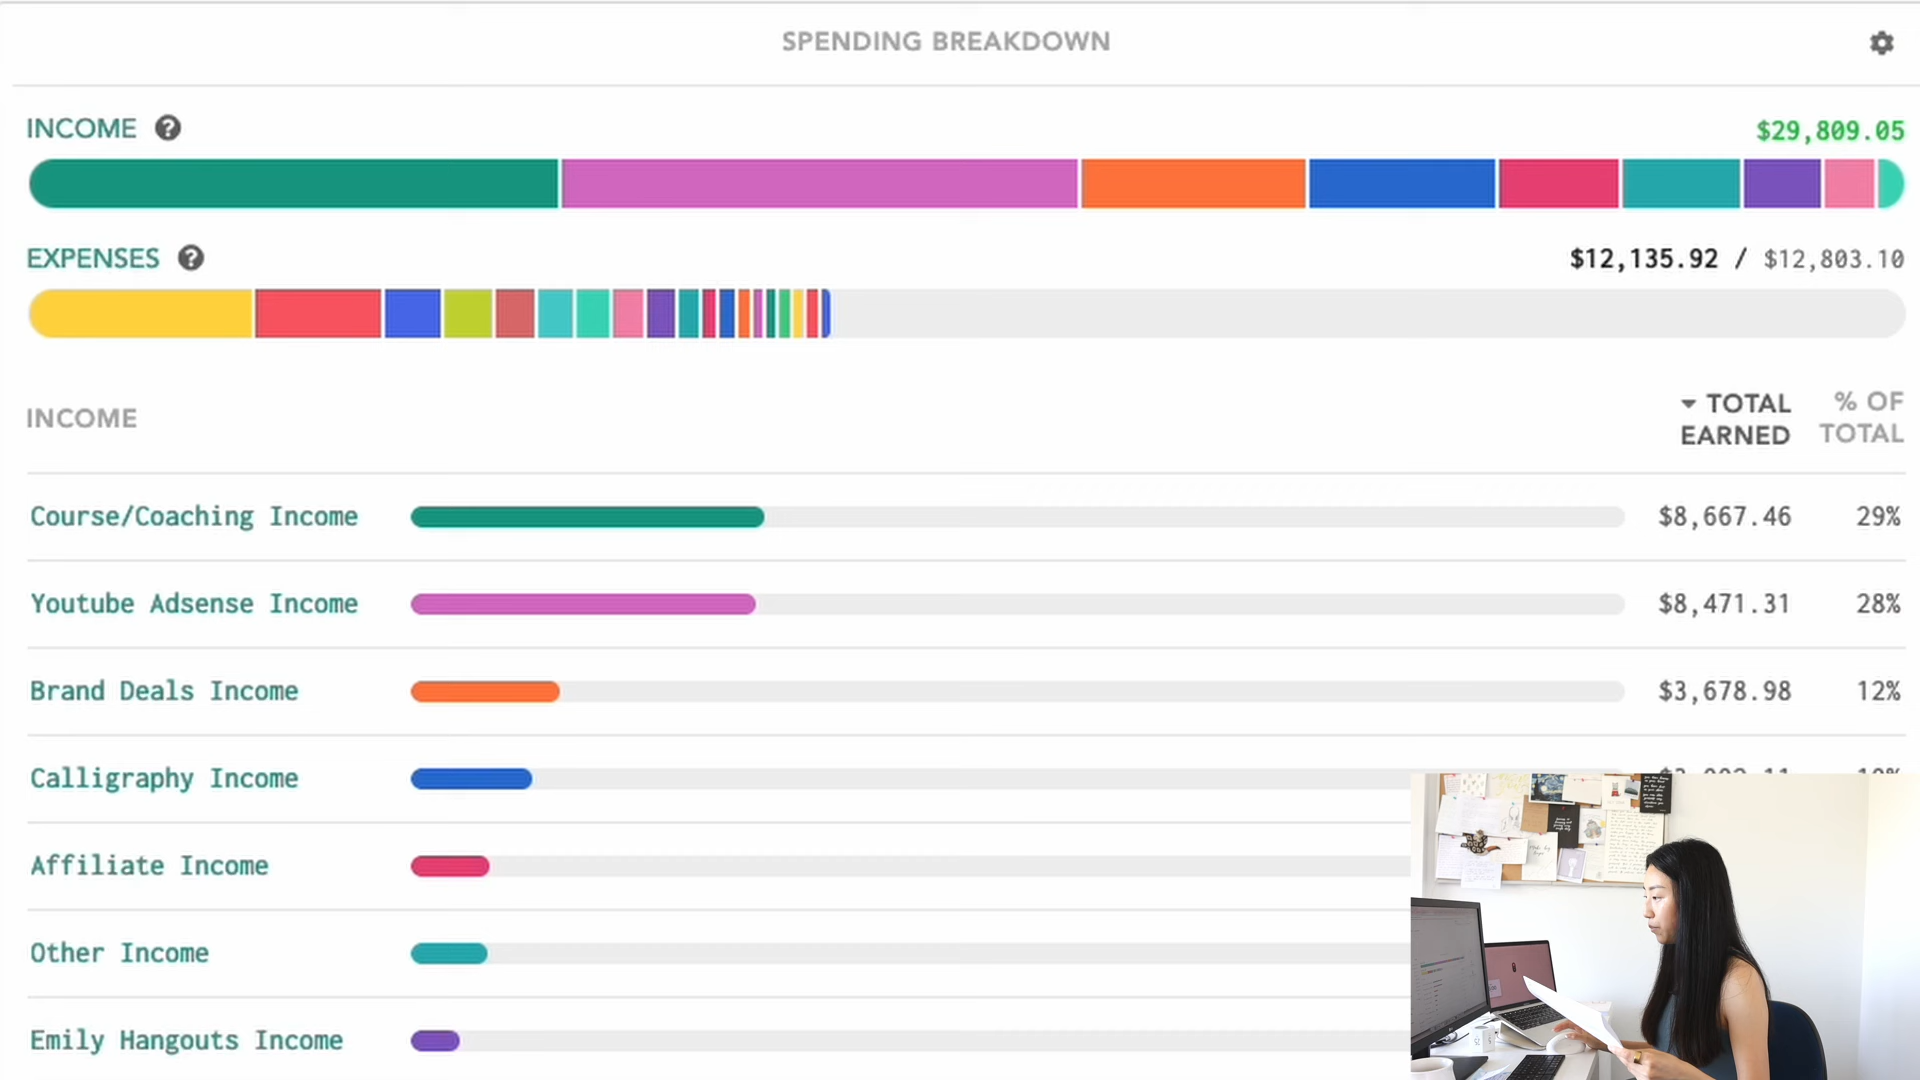 SPENDING BREAKDOWN
INCOME ?
$29,809.05
EXPENSES ?
$12,135.92 / $12,803.10
INCOME
TOTAL EARNED
% OF TOTAL
Course/Coaching Income $8,667.46 29%
Youtube Adsense Income $8,471.31 28%
Brand Deals Income $3,678.98 12%
Calligraphy Income
Affiliate Income
Other Income
Emily Hangouts Income